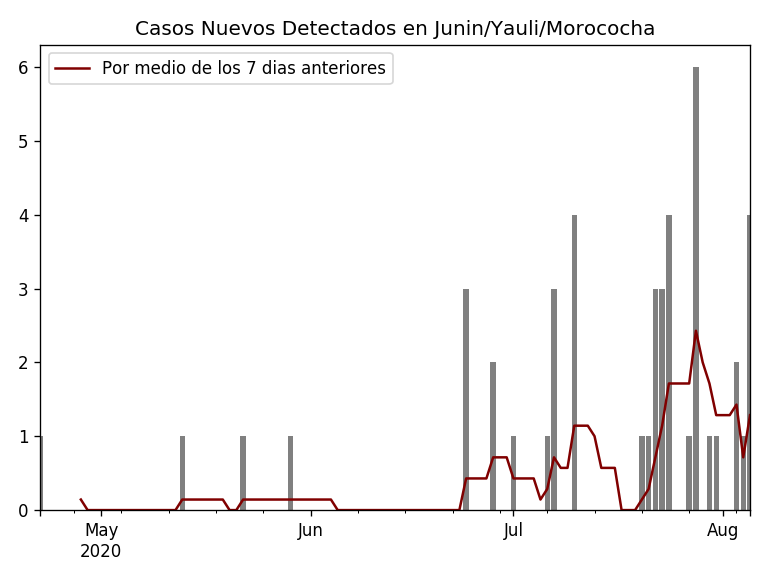 Casos Nuevos Detectados en Junin/Yauli/Morococha
Por medio de los 7 dias anteriores
6
5
4
3
2
1
0
May Jun Jul Aug
2020